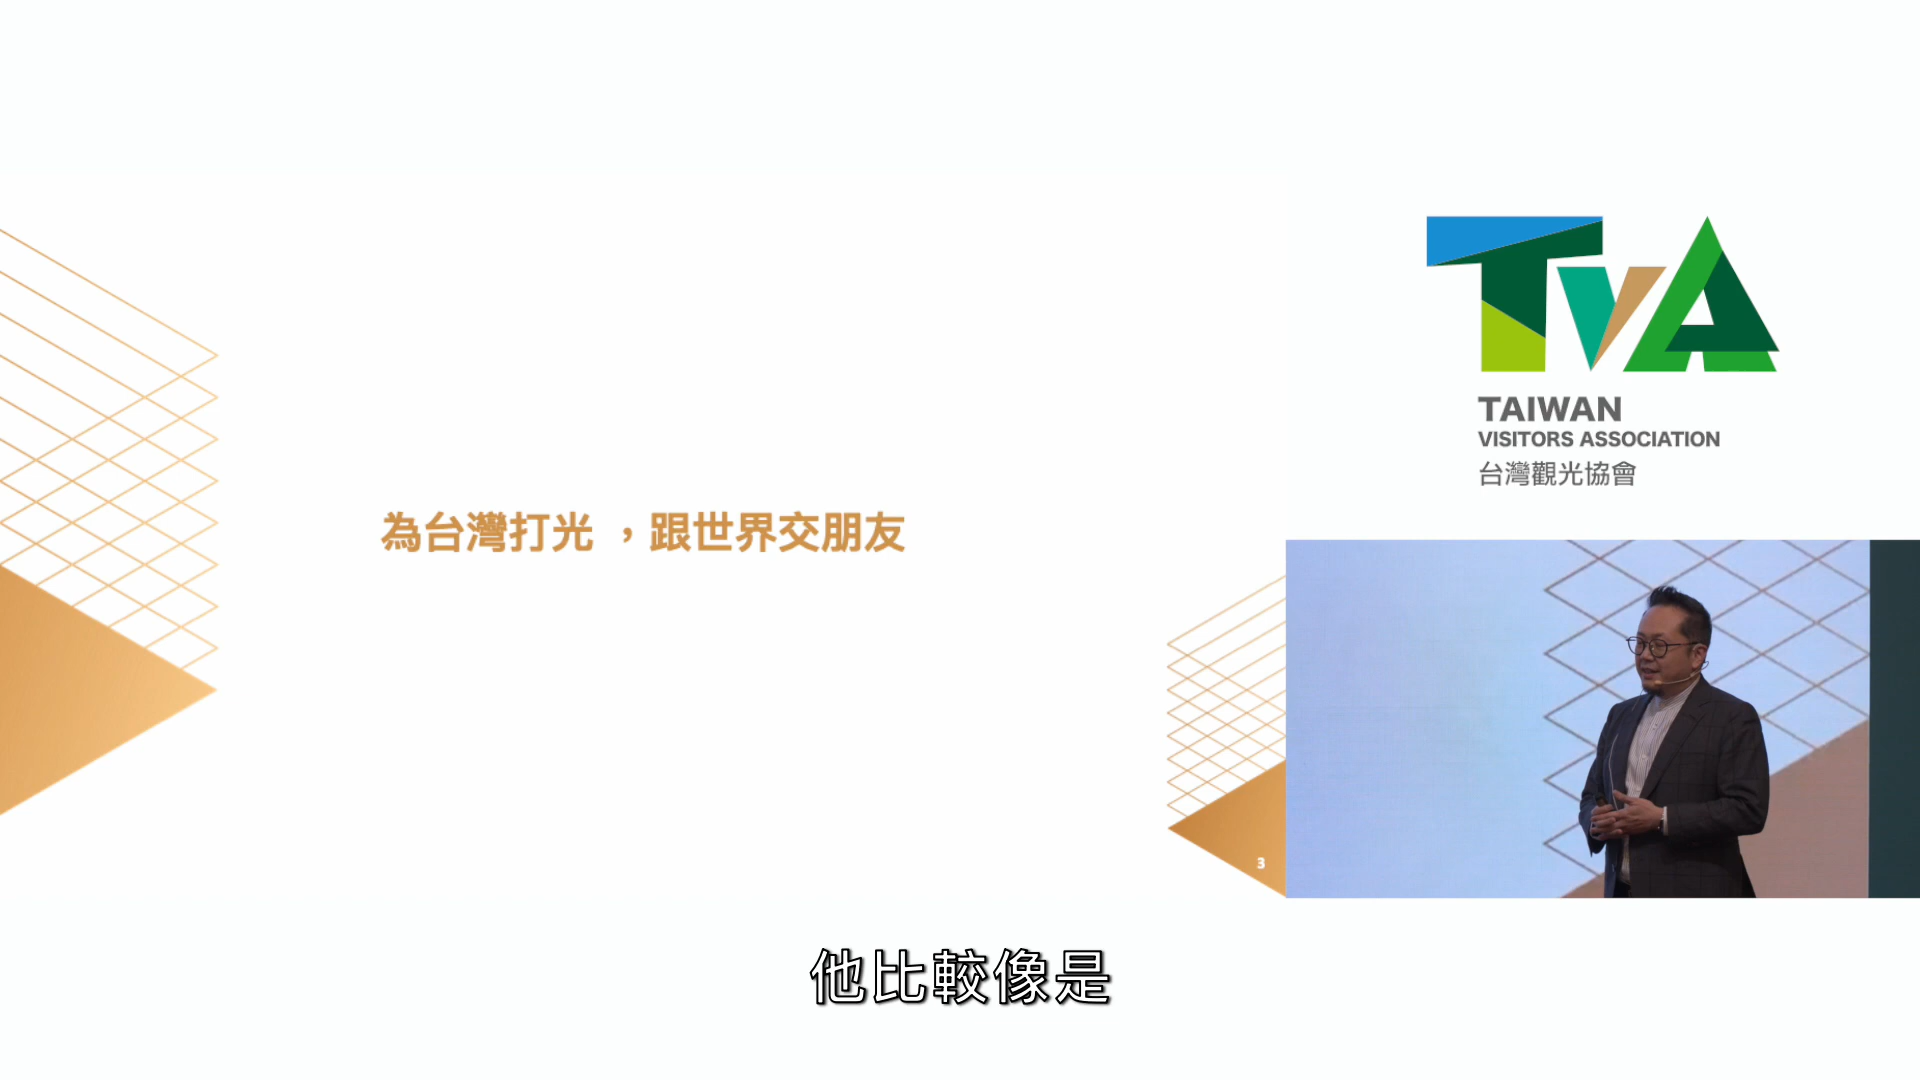 TVA
TAIWAN
VISITORS ASSOCIATION
台灣觀光協會
為台灣打光 ，跟世界交朋友
3
他比較像是